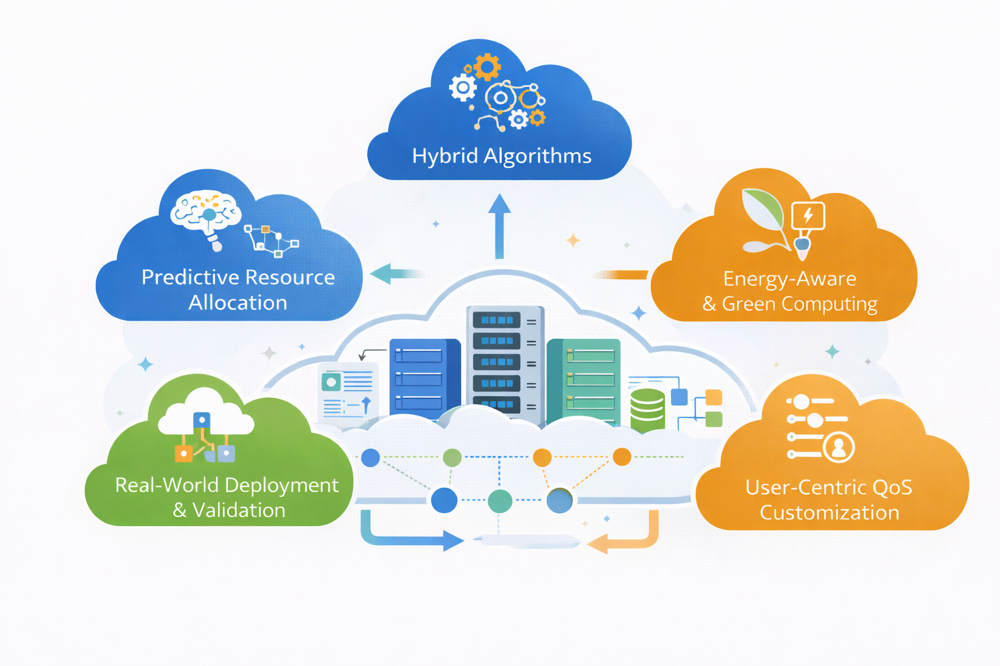 Hybrid Algorithms
Predictive Resource
Allocation
Energy-Aware
& Green Computing
Real-World Deployment
& Validation
User-Centric QoS
Customization